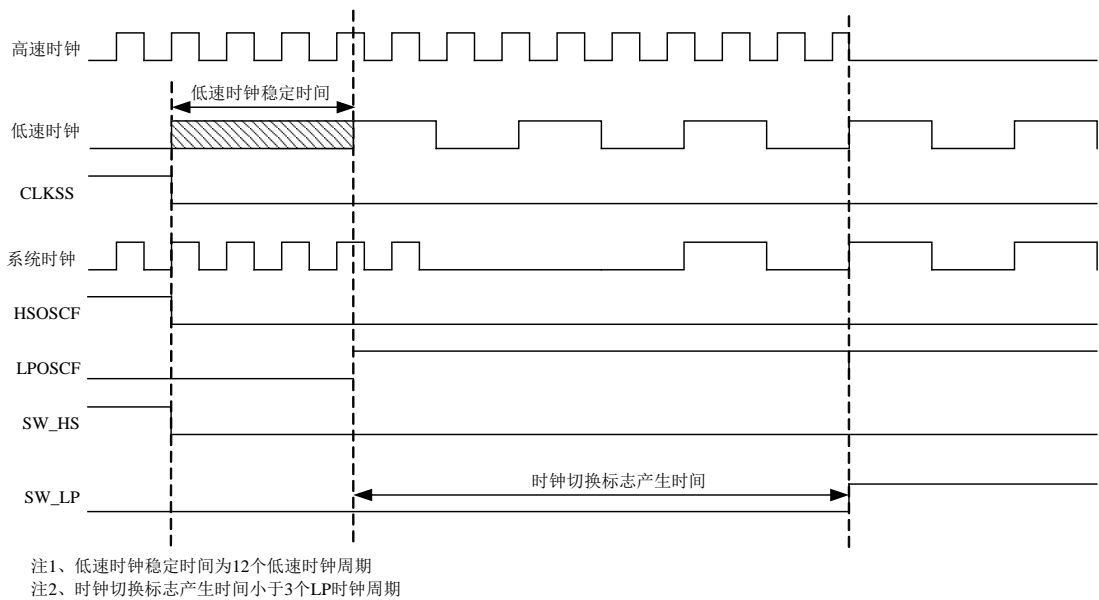 高速时钟
低速时钟稳定时间
低速时钟
CLKSS
系统时钟
HSOSCF
LPOSCF
SW_HS
时钟切换标志产生时间
SW_LP
注1、低速时钟稳定时间为12个低速时钟周期
注2、时钟切换标志产生时间小于3个LP时钟周期